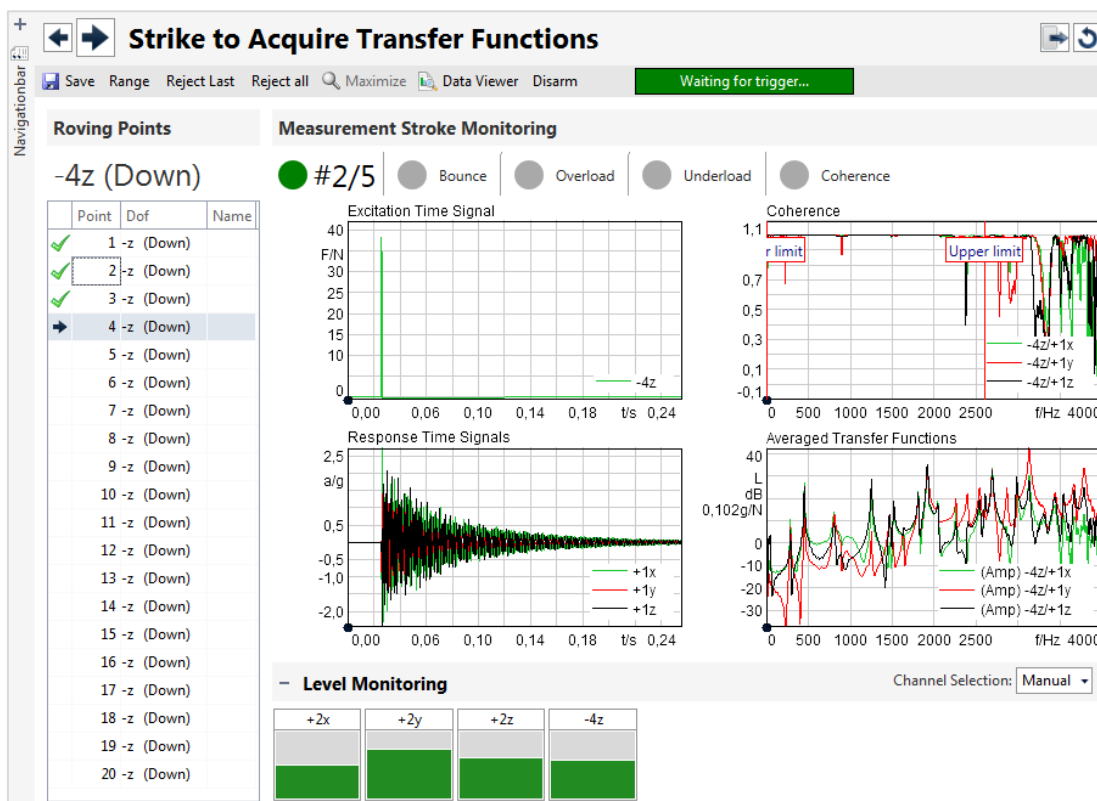 Strike to Acquire Transfer Functions
Navigationbar
Save Range Reject Last Reject all Maximize Data Viewer Disarm Waiting for trigger...
Roving Points
-4z (Down)
Point Dof Name
1 -z (Down)
2 -z (Down)
3 -z (Down)
4 -z (Down)
5 -z (Down)
6 -z (Down)
7 -z (Down)
8 -z (Down)
9 -z (Down)
10 -z (Down)
11 -z (Down)
12 -z (Down)
13 -z (Down)
14 -z (Down)
15 -z (Down)
16 -z (Down)
17 -z (Down)
18 -z (Down)
19 -z (Down)
20 -z (Down)
Measurement Stroke Monitoring
#2/5 Bounce Overload Underload Coherence
Excitation Time Signal
40
F/N
30
25
20
15
10
0
-4z
0,00 0,06 0,10 0,14 0,18 t/s 0,24
Coherence
1,1
r limit Upper limit
0,7
0,5
0,3
0,1
-0,1
-4z/+1x
-4z/+1y
-4z/+1z
0 500 1000 1500 2000 2500 f/Hz 4000
Response Time Signals
2,5
a/g
0,5
-0,5
-1,0
-2,0
+1x
+1y
+1z
0,00 0,06 0,10 0,14 0,18 t/s 0,24
Averaged Transfer Functions
40
L
dB
0,102g/N
0
-10
-20
-30
(Amp) -4z/+1x
(Amp) -4z/+1y
(Amp) -4z/+1z
0 500 1000 1500 2000 2500 f/Hz 4000
Level Monitoring
Channel Selection: Manual
+2x +2y +2z -4z